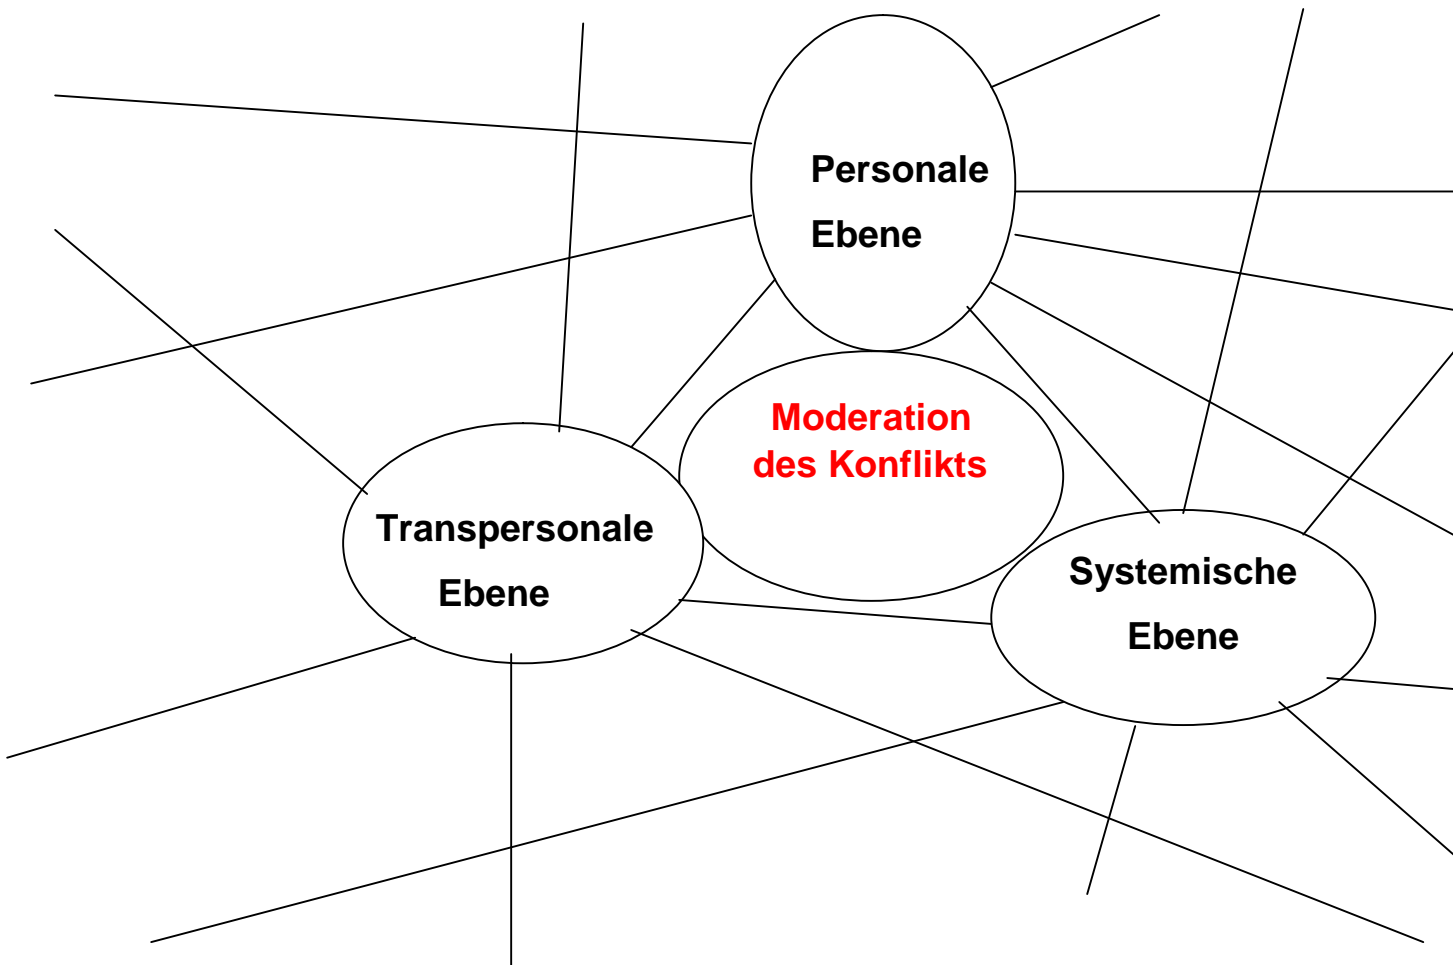 Personale
Ebene
Moderation
des Konflikts
Transpersonale
Ebene
Systemische
Ebene